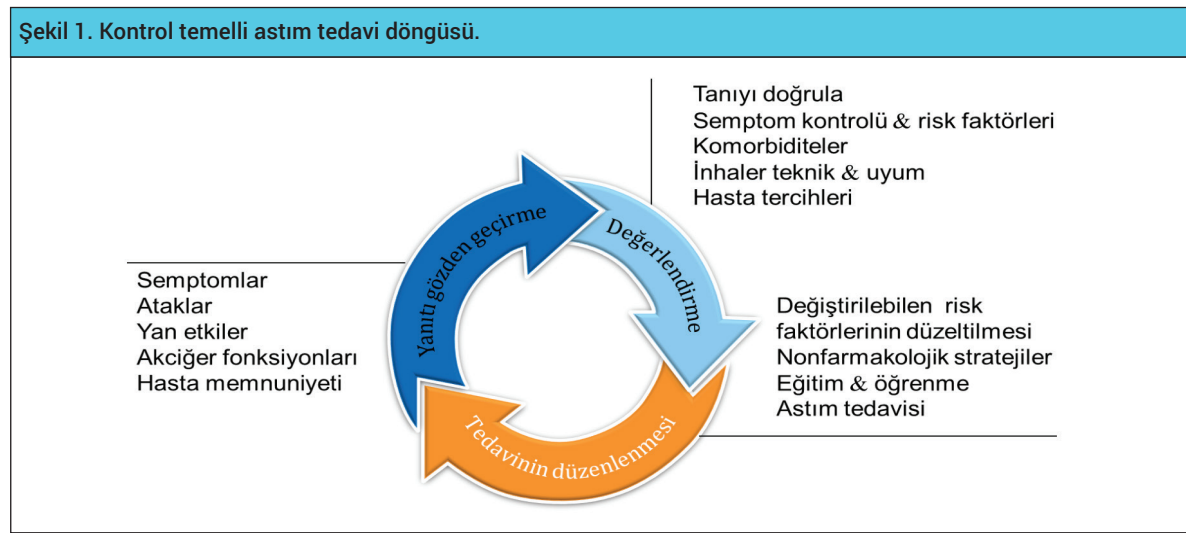 Şekil 1. Kontrol temelli astım tedavi döngüsü.
Tanıyı doğrula
Semptom kontrolü & risk faktörleri
Komorbiditeler
İnhaler teknik & uyum
Hasta tercihleri
Yanıtı gözden geçirme
Değerlendirme
Semptomlar
Ataklar
Yan etkiler
Akciğer fonksiyonları
Hasta memnuniyeti
Değiştirilebilen risk
faktörlerinin düzeltilmesi
Nonfarmakolojik stratejiler
Eğitim & öğrenme
Astım tedavisi
Tedavinin düzenlenmesi